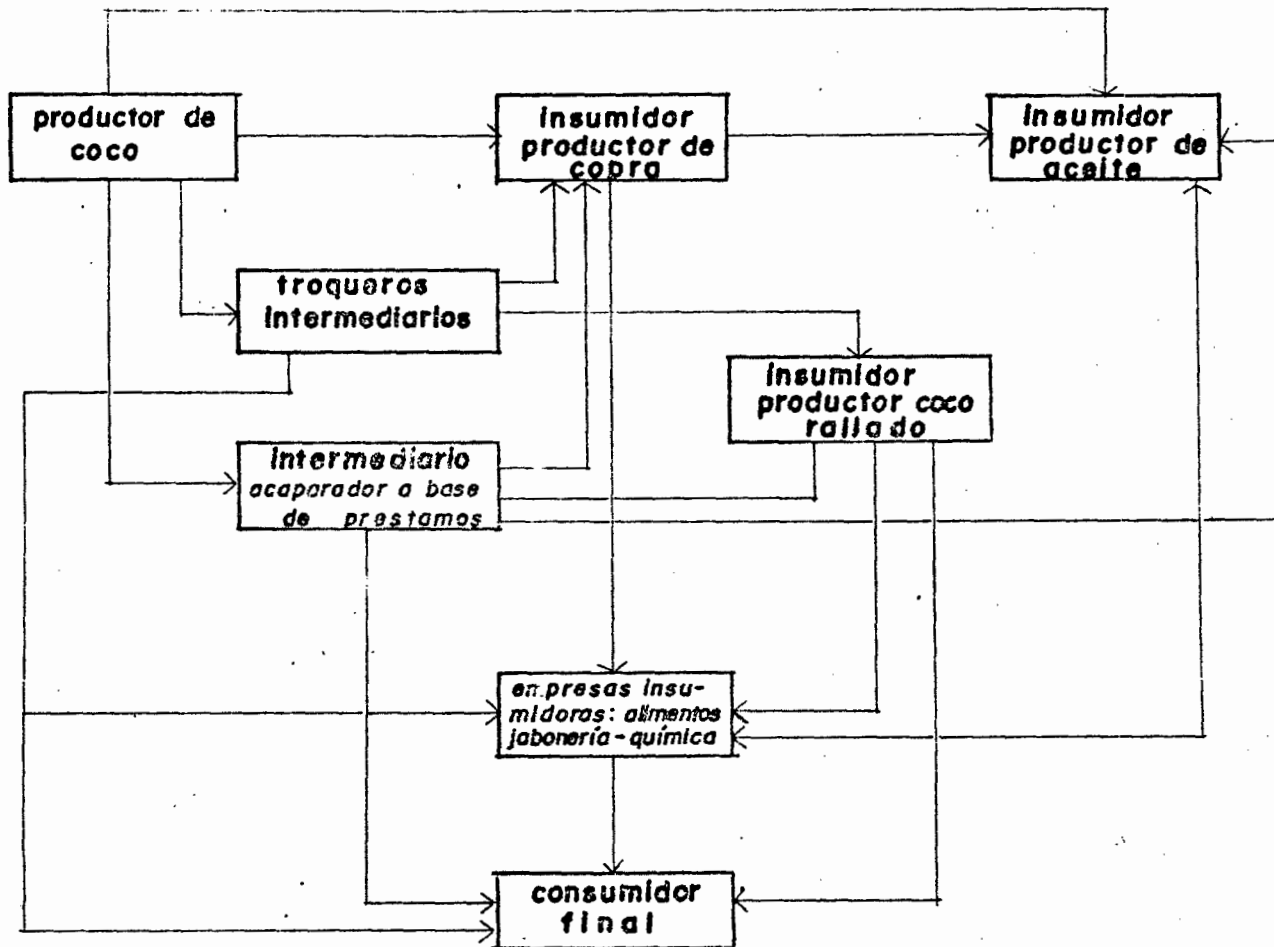 productor de
coco
insumidor
productor de
copra
insumidor
productor de
aceite
troqueros
intermediarios
insumidor
productor coco
rallado
intermediario
acaparador a base
de prestamos
empresas insu-
midoras: alimentos
jabonería-química
consumidor
final